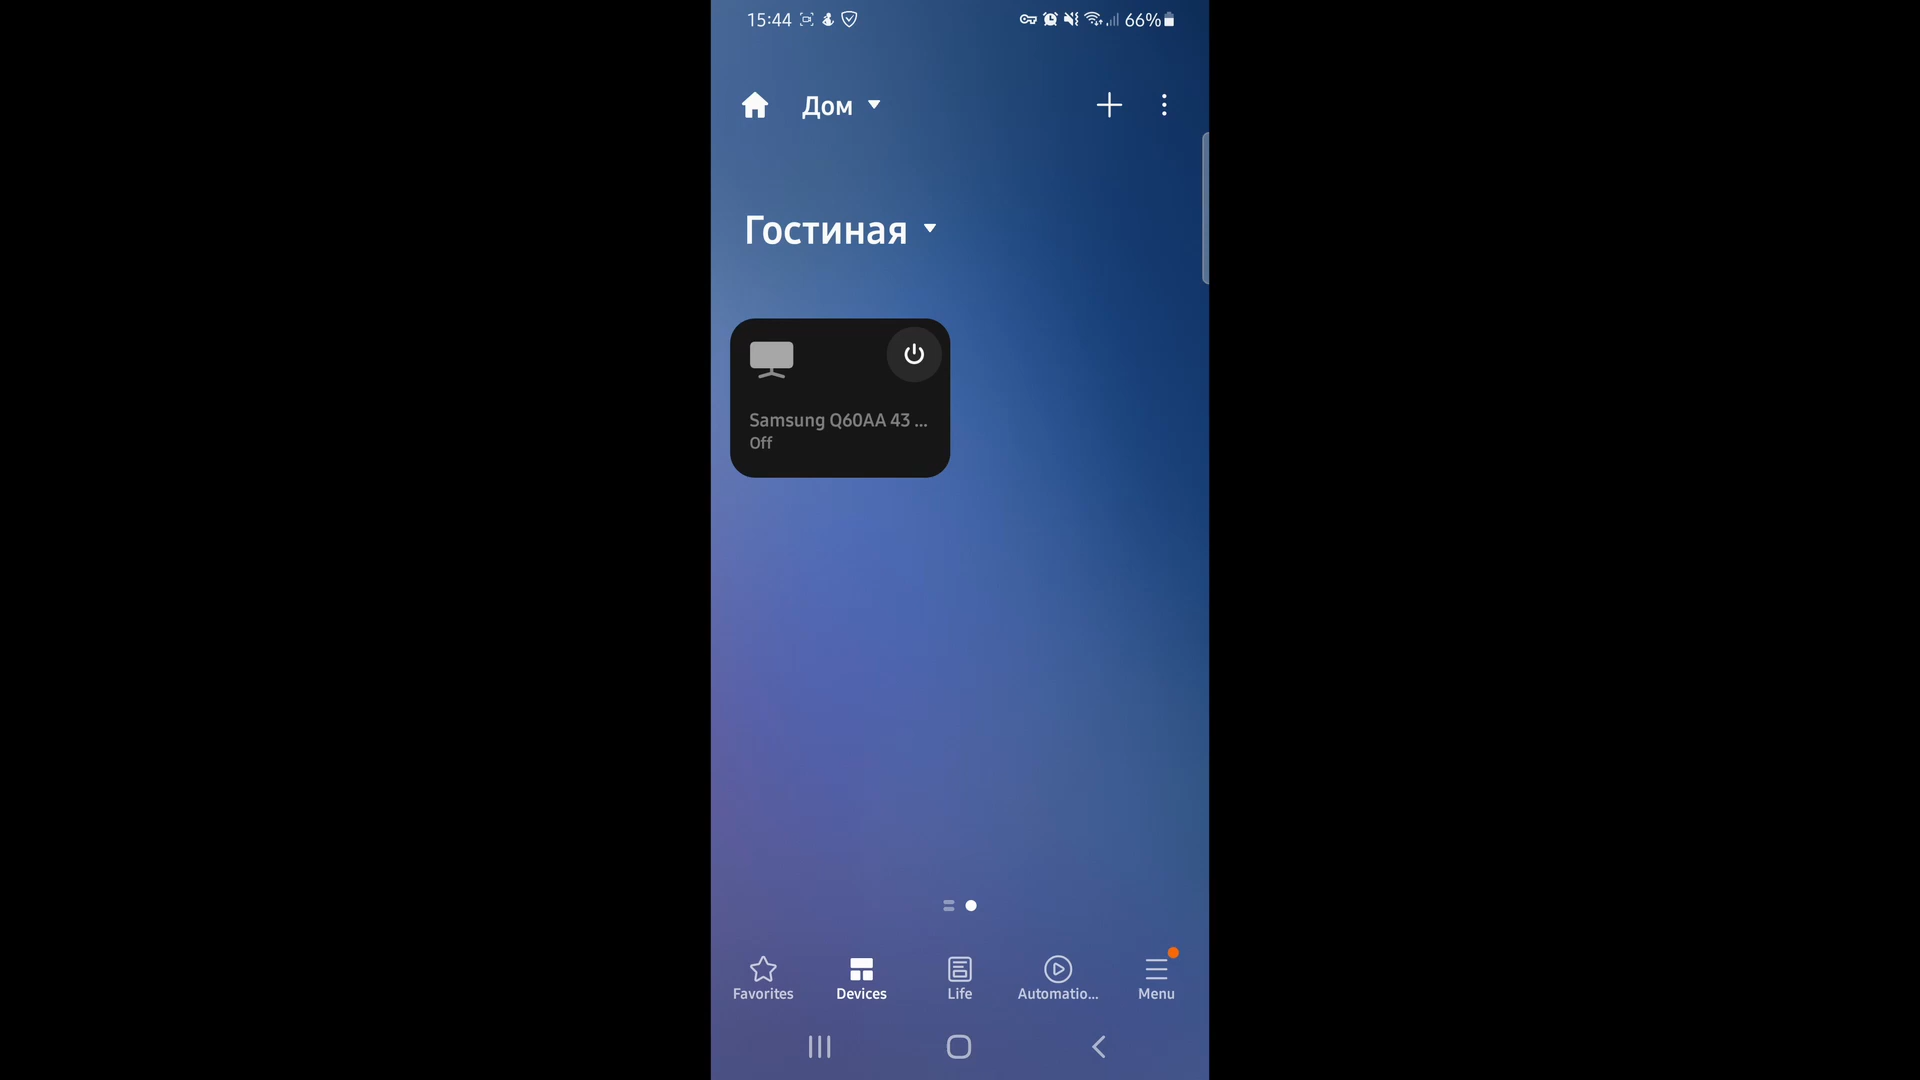 15:44
66%
Дом
Гостиная
Samsung Q60AA 43 ...
Off
Favorites
Devices
Life
Automatio...
Menu